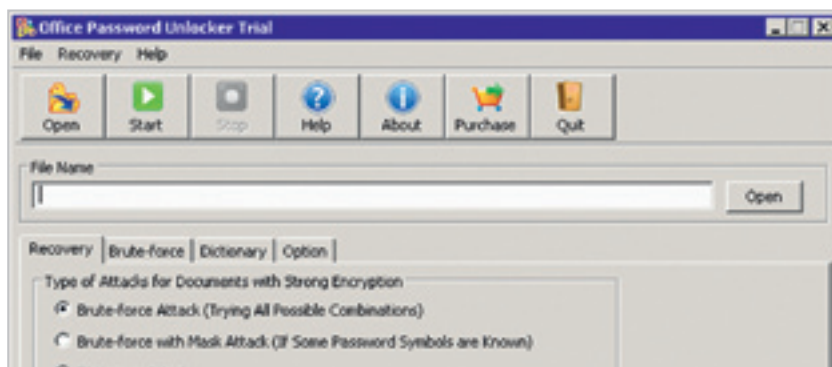 Office Password Unlocker Trial
File Recovery Help
Open Start Stop Help About Purchase Quit
File Name
Open
Recovery Brute-force Dictionary Option
Type of Attacks for Documents with Strong Encryption
Brute-force Attack (Trying All Possible Combinations)
Brute-force with Mask Attack (If Some Password Symbols are Known)